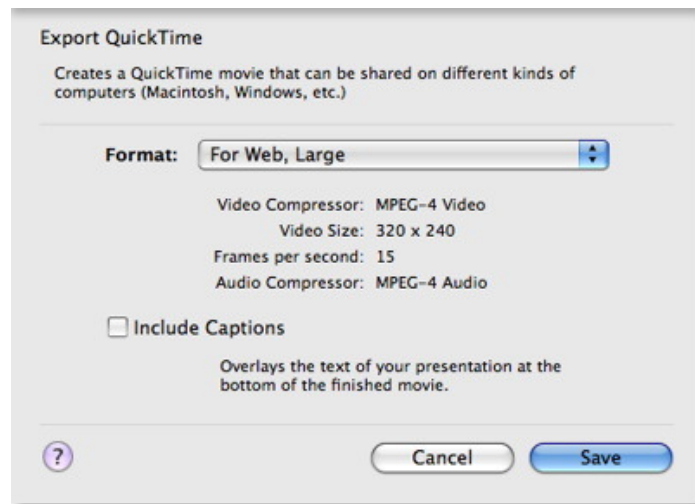 Export QuickTime
Creates a QuickTime movie that can be shared on different kinds of
computers (Macintosh, Windows, etc.)
Format: For Web, Large
Video Compressor: MPEG-4 Video
Video Size: 320 x 240
Frames per second: 15
Audio Compressor: MPEG-4 Audio
Include Captions
Overlays the text of your presentation at the
bottom of the finished movie.
? Cancel Save